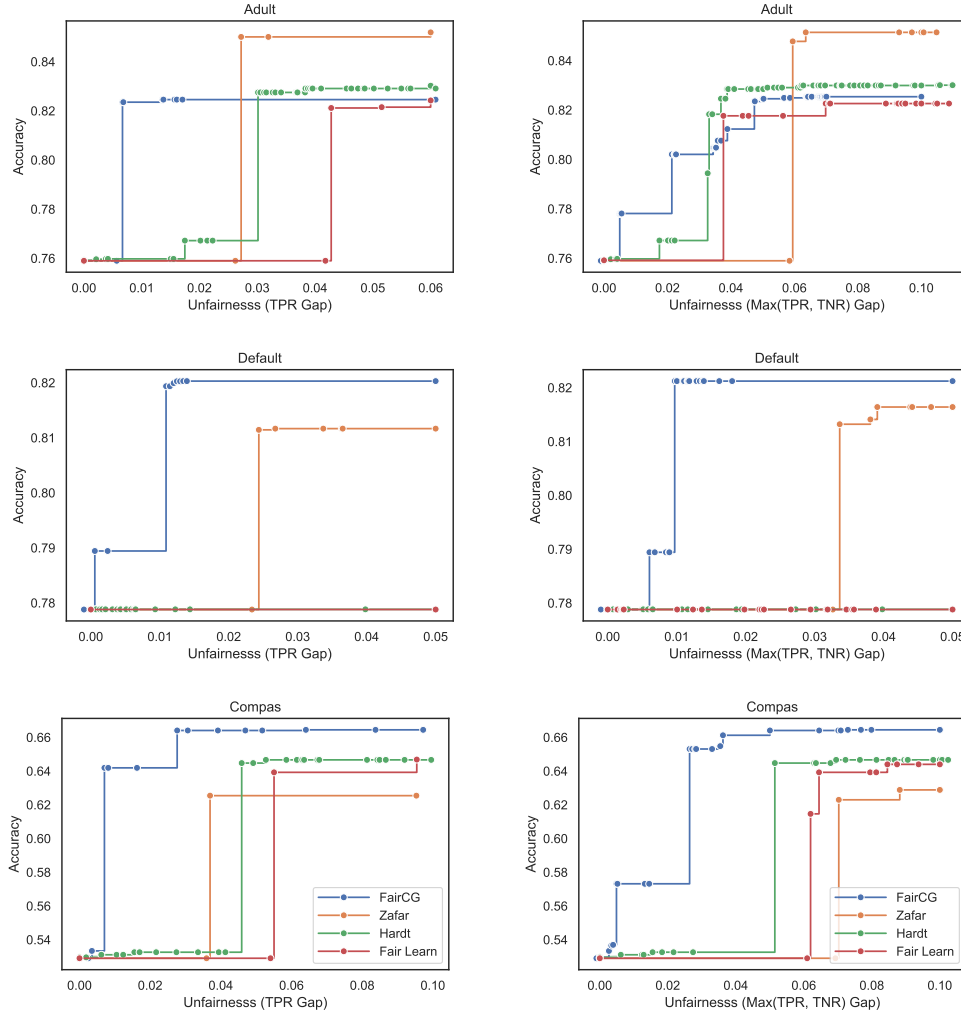 Adult
Accuracy
0.84
0.82
0.80
0.78
0.76
0.00 0.01 0.02 0.03 0.04 0.05 0.06
Unfairnesss (TPR Gap)
Adult
Accuracy
0.84
0.82
0.80
0.78
0.76
0.00 0.02 0.04 0.06 0.08 0.10
Unfairnesss (Max(TPR, TNR) Gap)
Default
Accuracy
0.82
0.81
0.80
0.79
0.78
0.00 0.01 0.02 0.03 0.04 0.05
Unfairnesss (TPR Gap)
Default
Accuracy
0.82
0.81
0.80
0.79
0.78
0.00 0.01 0.02 0.03 0.04 0.05
Unfairnesss (Max(TPR, TNR) Gap)
Compas
Accuracy
0.66
0.64
0.62
0.60
0.58
0.56
0.54
FairCG
Zafar
Hardt
Fair Learn
0.00 0.02 0.04 0.06 0.08 0.10
Unfairnesss (TPR Gap)
Compas
Accuracy
0.66
0.64
0.62
0.60
0.58
0.56
0.54
FairCG
Zafar
Hardt
Fair Learn
0.00 0.02 0.04 0.06 0.08 0.10
Unfairnesss (Max(TPR, TNR) Gap)